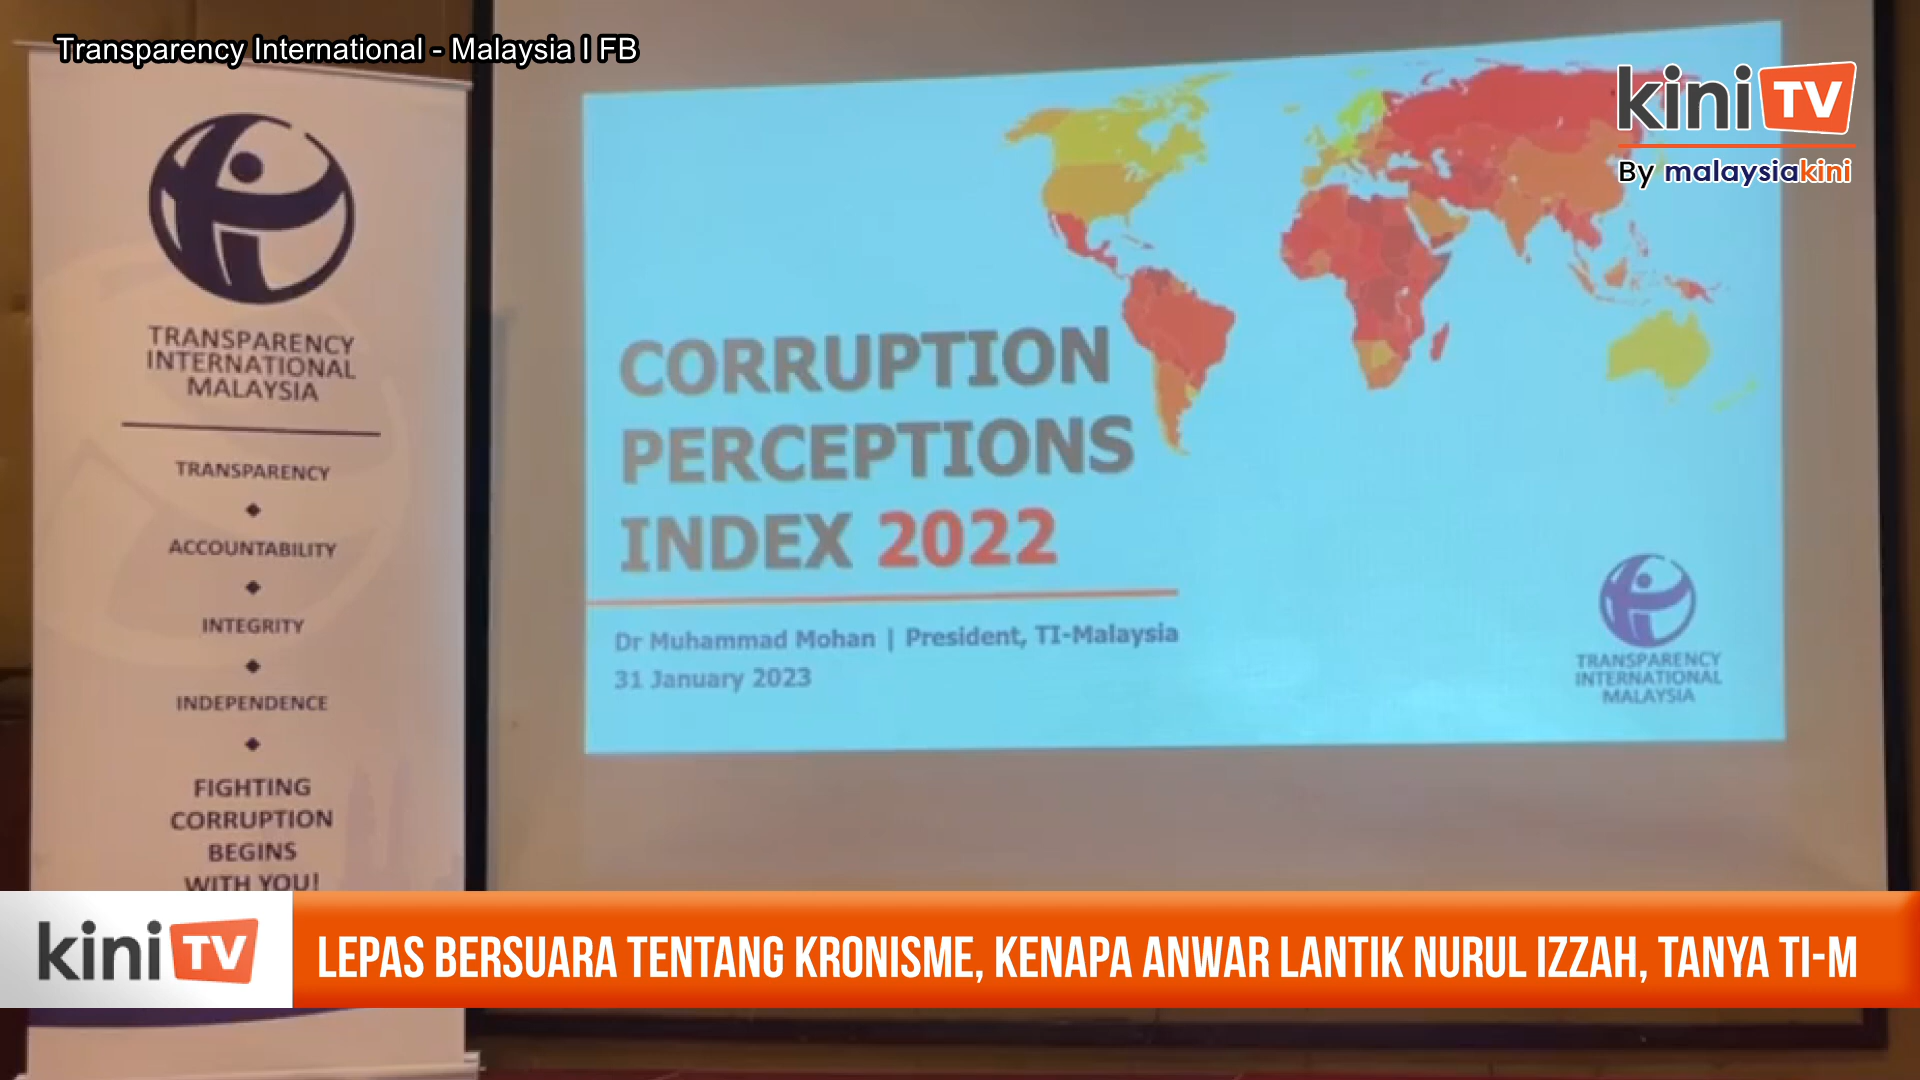 Transparency International - Malaysia I FB
kini TV
By malaysiakini
TRANSPARENCY
INTERNATIONAL
MALAYSIA
TRANSPARENCY
ACCOUNTABILITY
INTEGRITY
INDEPENDENCE
FIGHTING
CORRUPTION
BEGINS
WITH YOU!
CORRUPTION
PERCEPTIONS
INDEX 2022
Dr Muhammad Mohan | President, TI-Malaysia
31 January 2023
TRANSPARENCY
INTERNATIONAL
MALAYSIA
kini TV
LEPAS BERSUARA TENTANG KRONISME, KENAPA ANWAR LANTIK NURUL IZZAH, TANYA TI-M